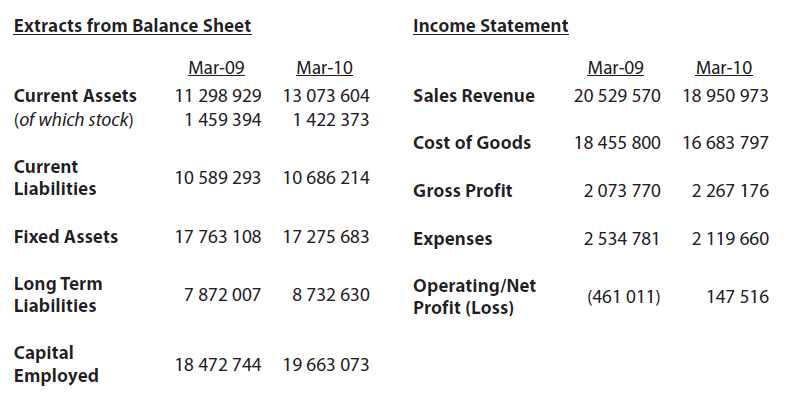 Extracts from Balance Sheet
Mar-09 Mar-10
Current Assets 11 298 929 13 073 604
(of which stock) 1 459 394 1 422 373
Current
Liabilities 10 589 293 10 686 214
Fixed Assets 17 763 108 17 275 683
Long Term
Liabilities 7 872 007 8 732 630
Capital
Employed 18 472 744 19 663 073
Income Statement
Mar-09 Mar-10
Sales Revenue 20 529 570 18 950 973
Cost of Goods 18 455 800 16 683 797
Gross Profit 2 073 770 2 267 176
Expenses 2 534 781 2 119 660
Operating/Net
Profit (Loss) (461 011) 147 516